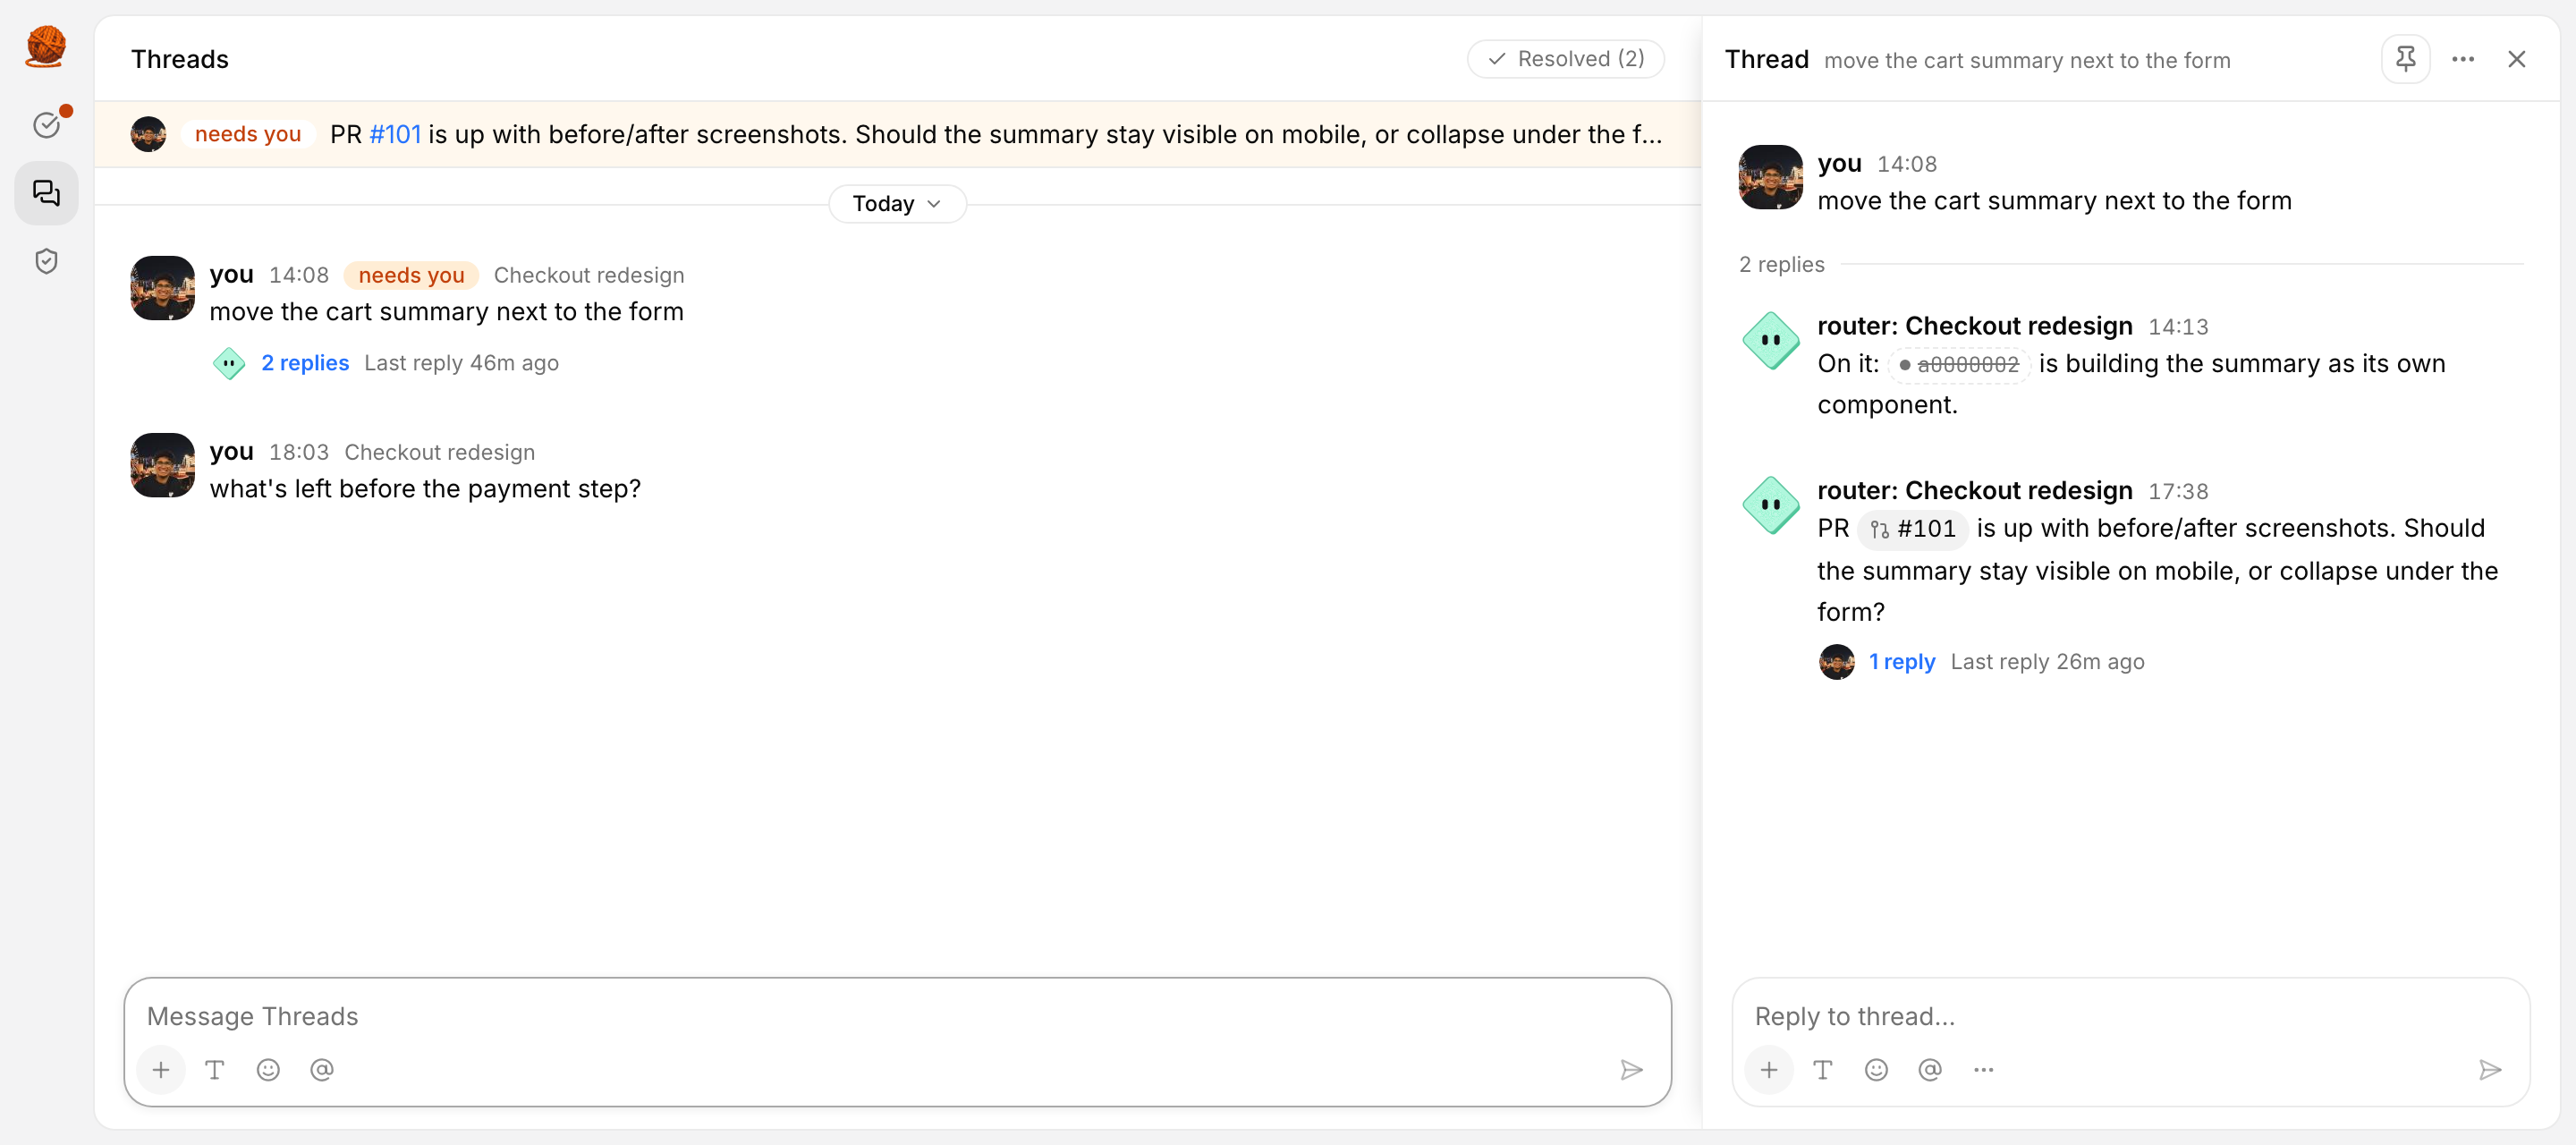 Threads
Resolved (2)
needs you PR #101 is up with before/after screenshots. Should the summary stay visible on mobile, or collapse under the f...
Today
you 14:08 needs you Checkout redesign
move the cart summary next to the form
2 replies Last reply 46m ago
you 18:03 Checkout redesign
what's left before the payment step?
Message Threads
Thread move the cart summary next to the form
you 14:08
move the cart summary next to the form
2 replies
router: Checkout redesign 14:13
On it: a0000002 is building the summary as its own
component.
router: Checkout redesign 17:38
PR #101 is up with before/after screenshots. Should
the summary stay visible on mobile, or collapse under the
form?
1 reply Last reply 26m ago
Reply to thread...